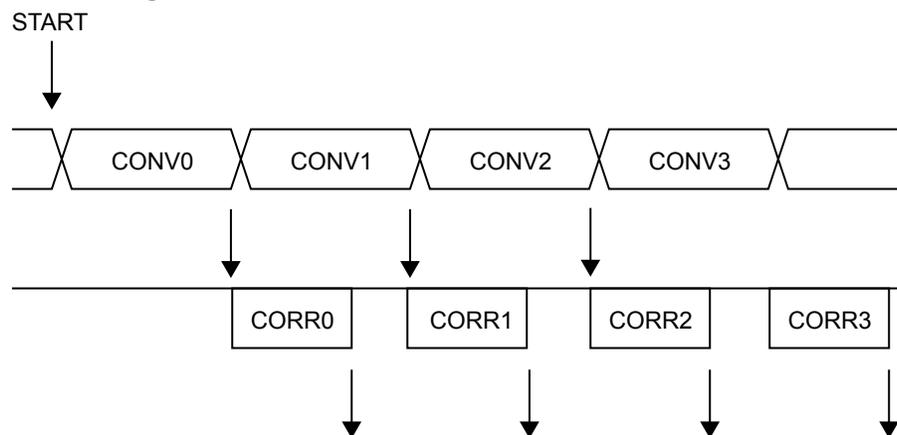 START
CONV0 CONV1 CONV2 CONV3
CORR0 CORR1 CORR2 CORR3